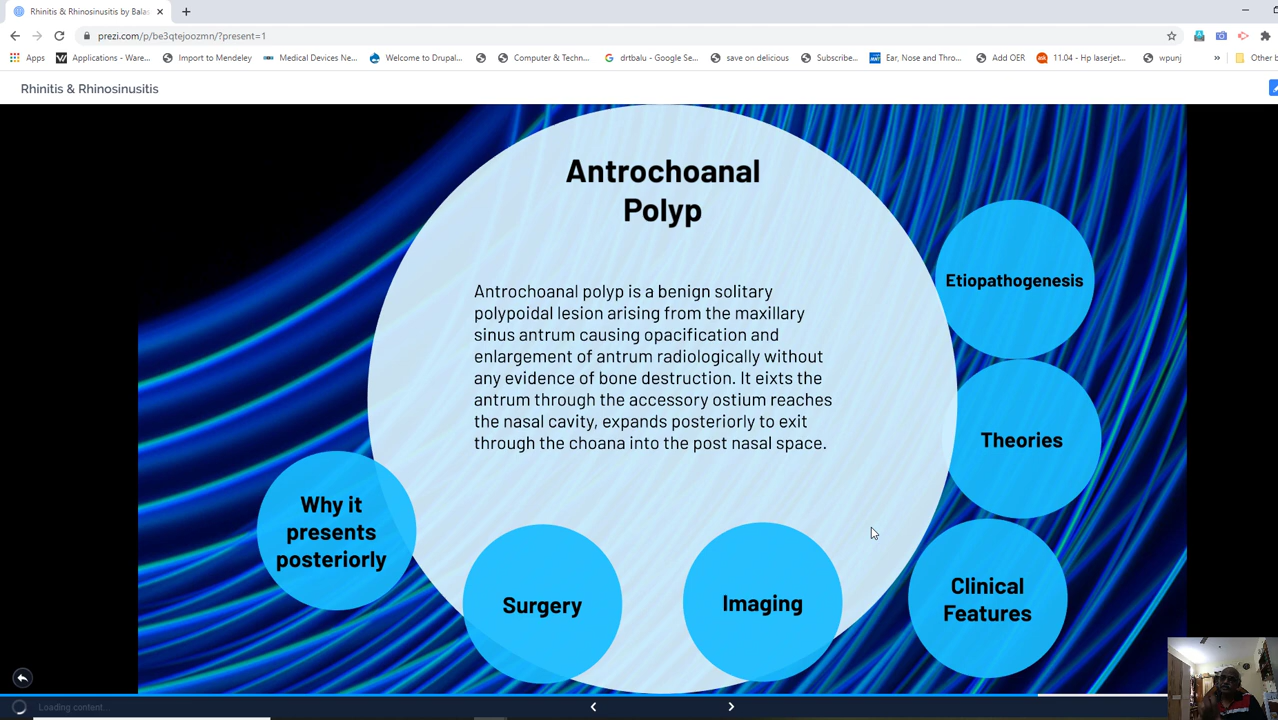 Rhinitis & Rhinosinusitis by Balas
prezi.com/p/be3qtejoozmn/?present=1
Apps
Applications - Ware...
Import to Mendeley
Medical Devices Ne...
Welcome to Drupal...
Computer & Techn...
drtbalu - Google Se...
save on delicious
Subscribe...
Ear, Nose and Thro...
Add OER
11.04 - Hp laserjet...
wpunj
»
Other b
Rhinitis & Rhinosinusitis
Antrochoanal
Polyp
Antrochoanal polyp is a benign solitary
polypoidal lesion arising from the maxillary
sinus antrum causing opacification and
enlargement of antrum radiologically without
any evidence of bone destruction. It eixts the
antrum through the accessory ostium reaches
the nasal cavity, expands posteriorly to exit
through the choana into the post nasal space.
Etiopathogenesis
Theories
Clinical
Features
Imaging
Surgery
Why it
presents
posteriorly
Loading content...